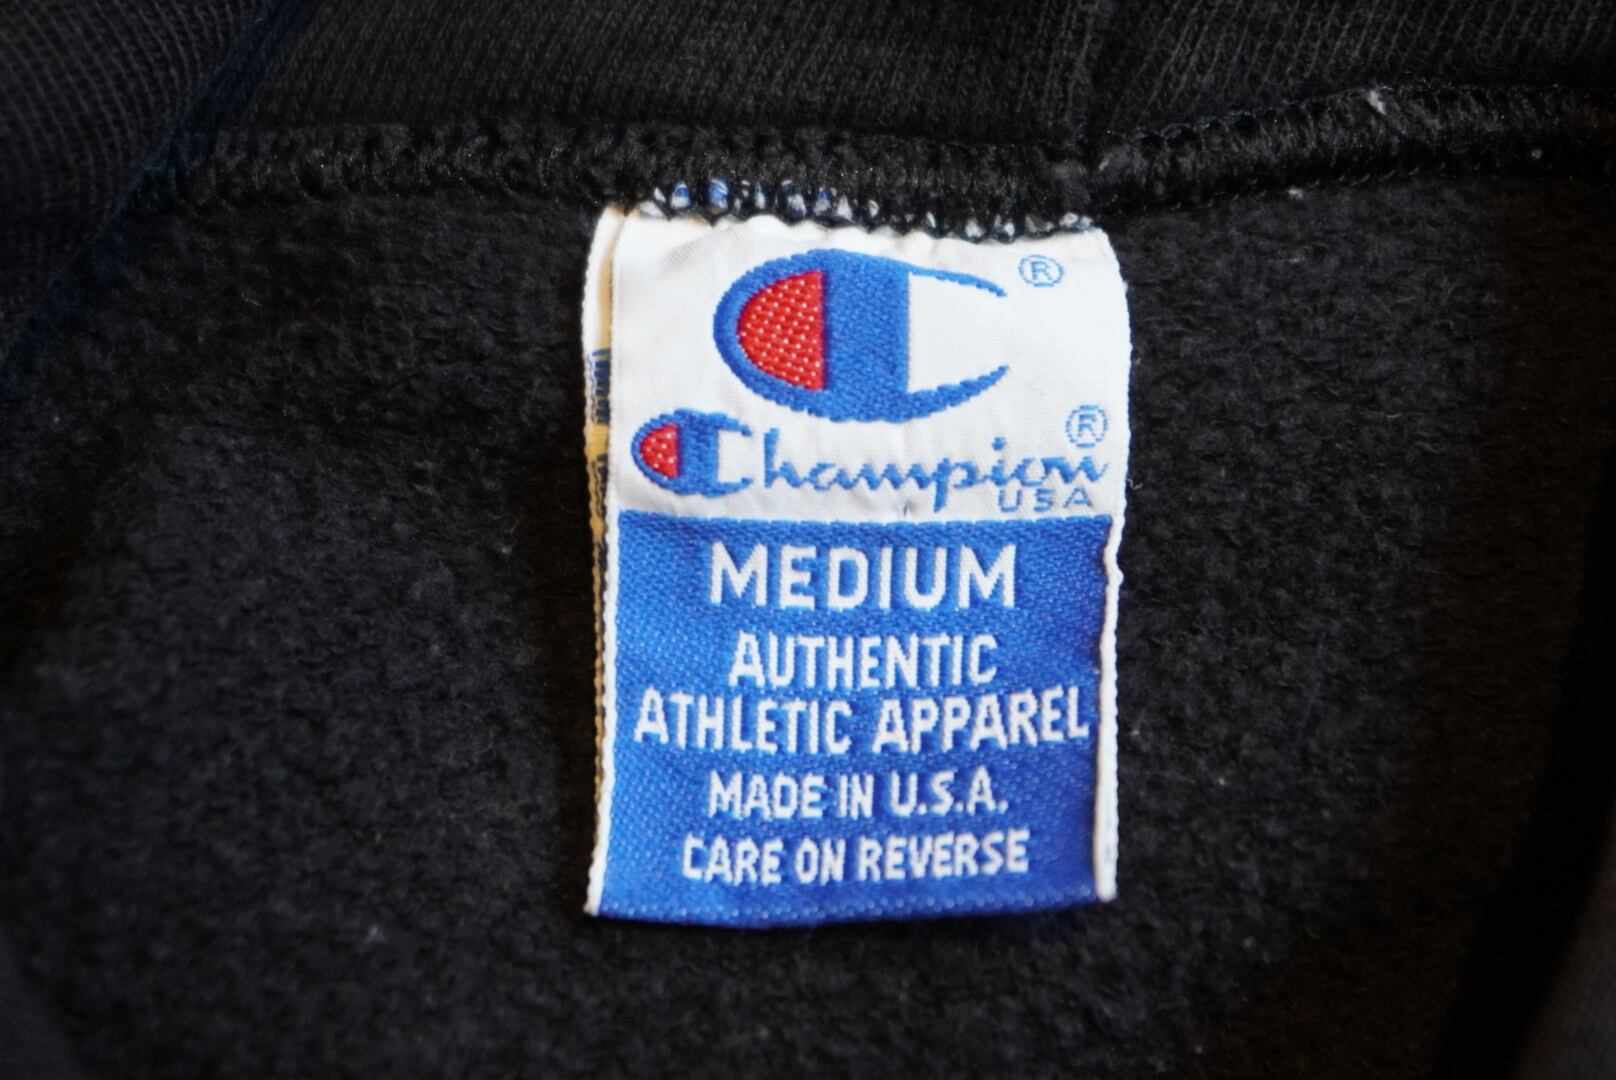 ®
Champion®
USA
MEDIUM
AUTHENTIC
ATHLETIC APPAREL
MADE IN U.S.A.
CARE ON REVERSE